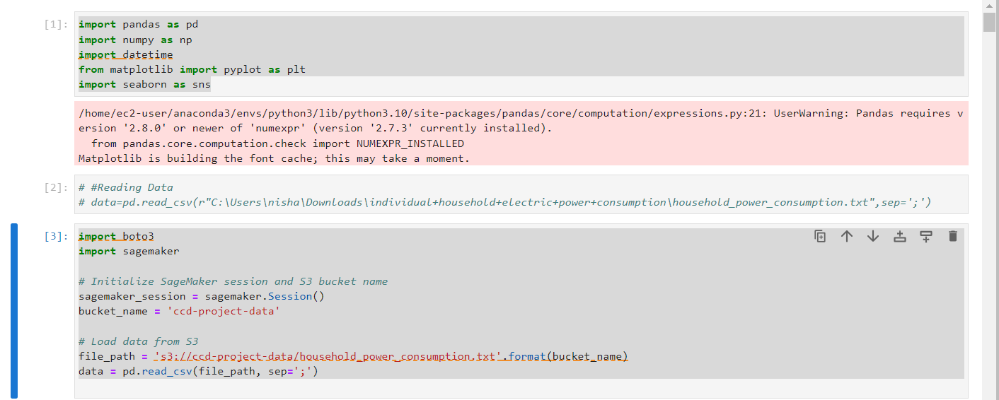 [1]: import pandas as pd
import numpy as np
import datetime
from matplotlib import pyplot as plt
import seaborn as sns
/home/ec2-user/anaconda3/envs/python3/lib/python3.10/site-packages/pandas/core/computation/expressions.py:21: UserWarning: Pandas requires v
ersion '2.8.0' or newer of 'numexpr' (version '2.7.3' currently installed).
  from pandas.core.computation.check import NUMEXPR_INSTALLED
Matplotlib is building the font cache; this may take a moment.
[2]: # #Reading Data
# data=pd.read_csv(r"C:\Users\nisha\Downloads\individual+household+electric+power+consumption\household_power_consumption.txt",sep=';')
[3]: import boto3
import sagemaker
# Initialize SageMaker session and S3 bucket name
sagemaker_session = sagemaker.Session()
bucket_name = 'ccd-project-data'
# Load data from S3
file_path = 's3://ccd-project-data/household_power_consumption.txt'.format(bucket_name)
data = pd.read_csv(file_path, sep=';')